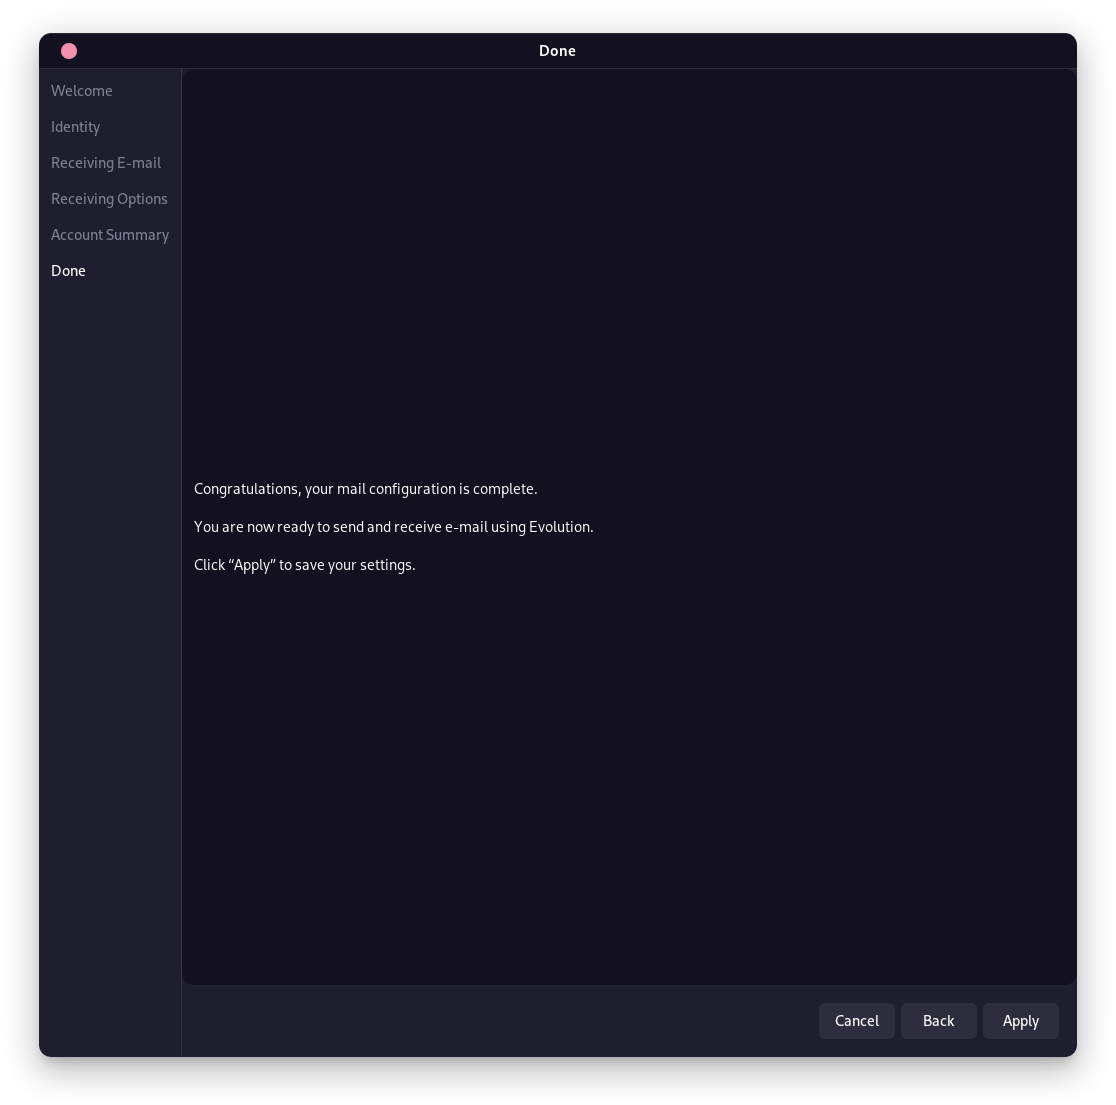 Done
Welcome
Identity
Receiving E-mail
Receiving Options
Account Summary
Done
Congratulations, your mail configuration is complete.
You are now ready to send and receive e-mail using Evolution.
Click “Apply” to save your settings.
Cancel
Back
Apply